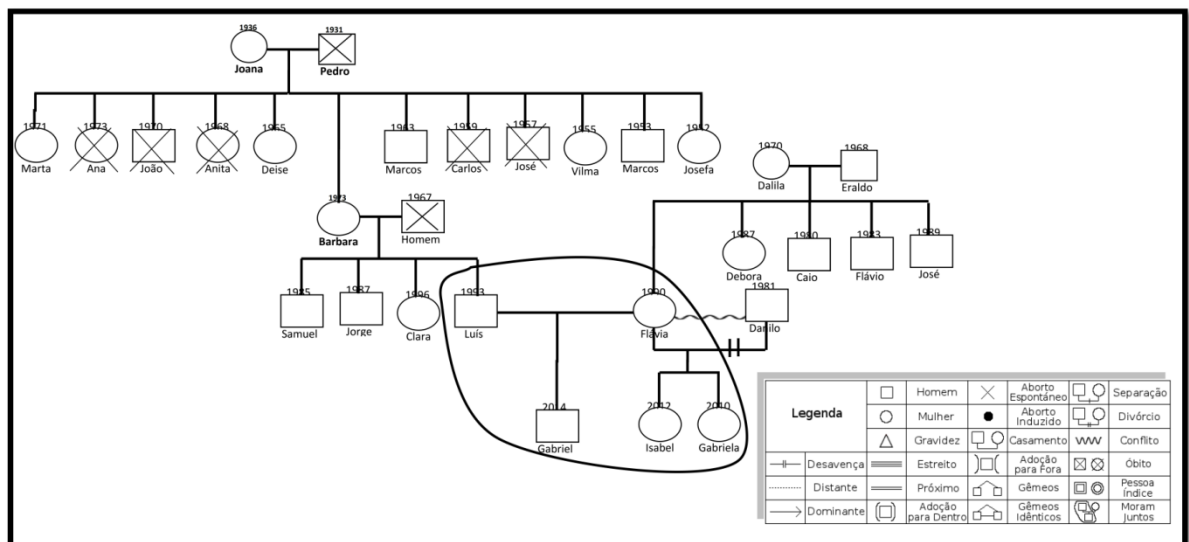 1936
1931
Joana
Pedro
1971
1973
1970
1968
1965
1963
1959
1957
1955
1953
1952
Marta
Ana
João
Anita
Deise
Marcos
Carlos
José
Vilma
Marcos
Josefa
1970
1968
Dalila
Eraldo
1967
Barbara
Homem
1987
1980
1983
1989
Debora
Caio
Flávio
José
1985
1987
1996
1993
1990
1981
Samuel
Jorge
Clara
Luís
Flávia
Danilo
2014
2012
2010
Gabriel
Isabel
Gabriela
Legenda
Homem
Aborto Espontáneo
Separação
Mulher
Aborto Induzido
Divórcio
Gravidez
Casamento
Conflito
Desavença
Estreito
Adoção para Fora
Óbito
Distante
Próximo
Gêmeos
Pessoa Índice
Dominante
Adoção para Dentro
Gêmeos Idênticos
Moram Juntos